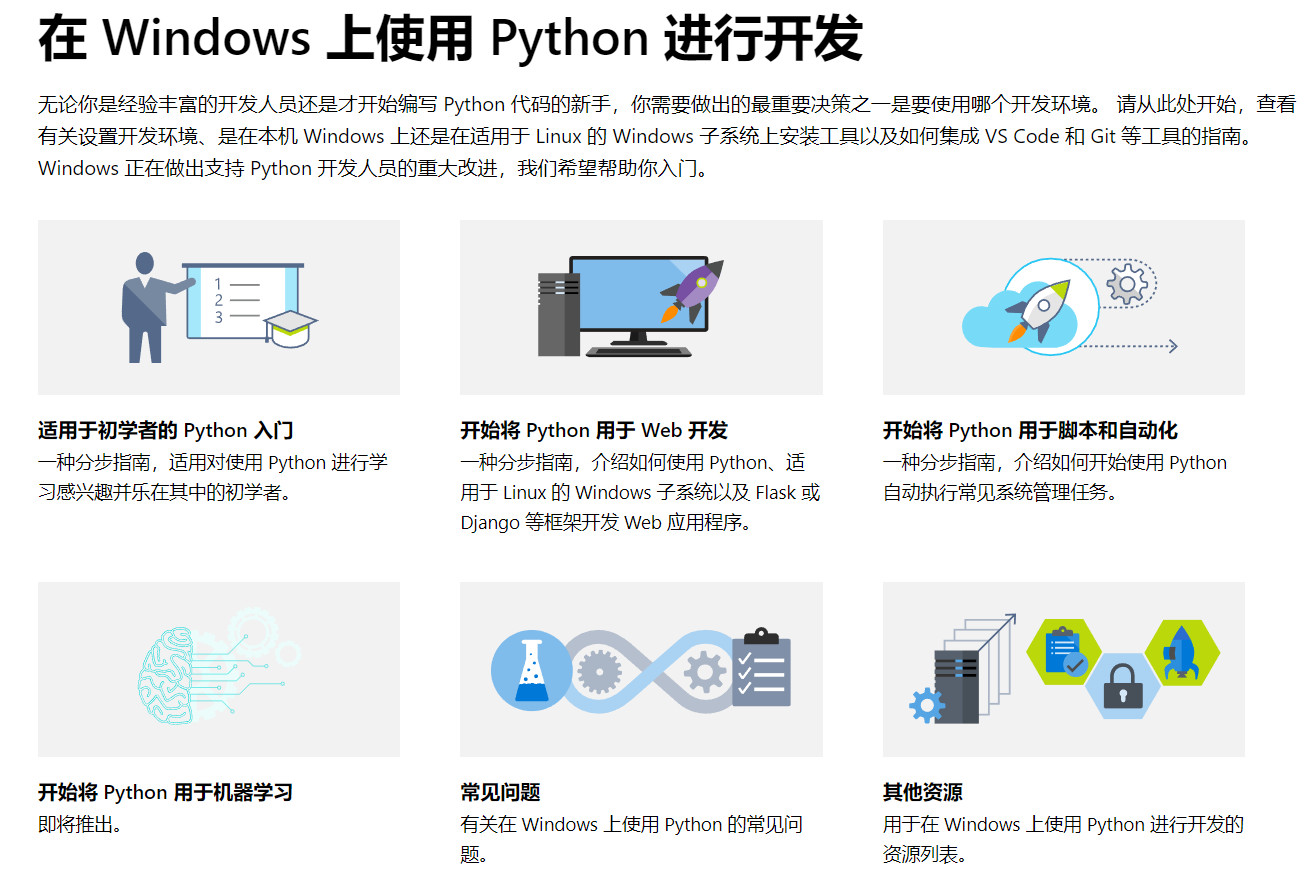 在 Windows 上使用 Python 进行开发
无论你是经验丰富的开发人员还是才开始编写 Python 代码的新手，你需要做出的最重要决策之一是要使用哪个开发环境。 请从此处开始，查看
有关设置开发环境、是在本机 Windows 上还是在适用于 Linux 的 Windows 子系统上安装工具以及如何集成 VS Code 和 Git 等工具的指南。
Windows 正在做出支持 Python 开发人员的重大改进，我们希望帮助你入门。
1
2
3
适用于初学者的 Python 入门
一种分步指南，适用对使用 Python 进行学
习感兴趣并乐在其中的初学者。
开始将 Python 用于 Web 开发
一种分步指南，介绍如何使用 Python、适
用于 Linux 的 Windows 子系统以及 Flask 或
Django 等框架开发 Web 应用程序。
开始将 Python 用于脚本和自动化
一种分步指南，介绍如何开始使用 Python
自动执行常见系统管理任务。
开始将 Python 用于机器学习
即将推出。
常见问题
有关在 Windows 上使用 Python 的常见问
题。
其他资源
用于在 Windows 上使用 Python 进行开发的
资源列表。